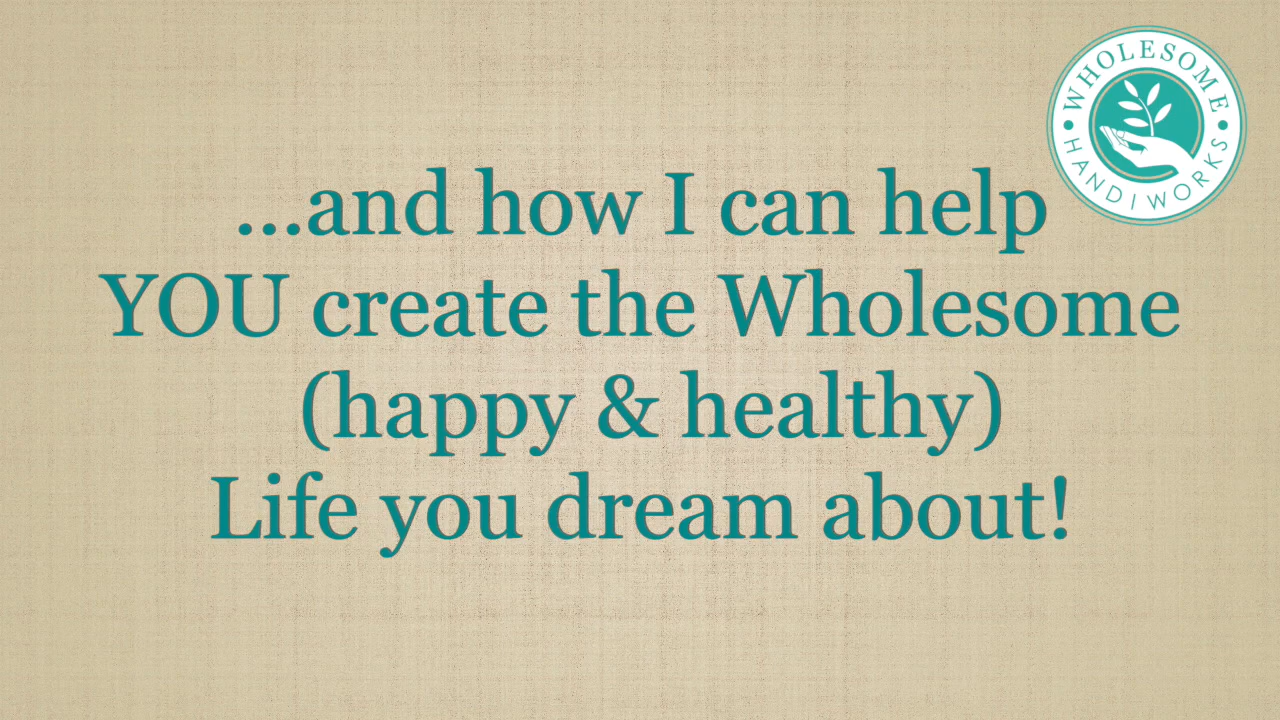 WHOLESOME
HANDIWORKS
...and how I can help
YOU create the Wholesome
(happy & healthy)
Life you dream about!